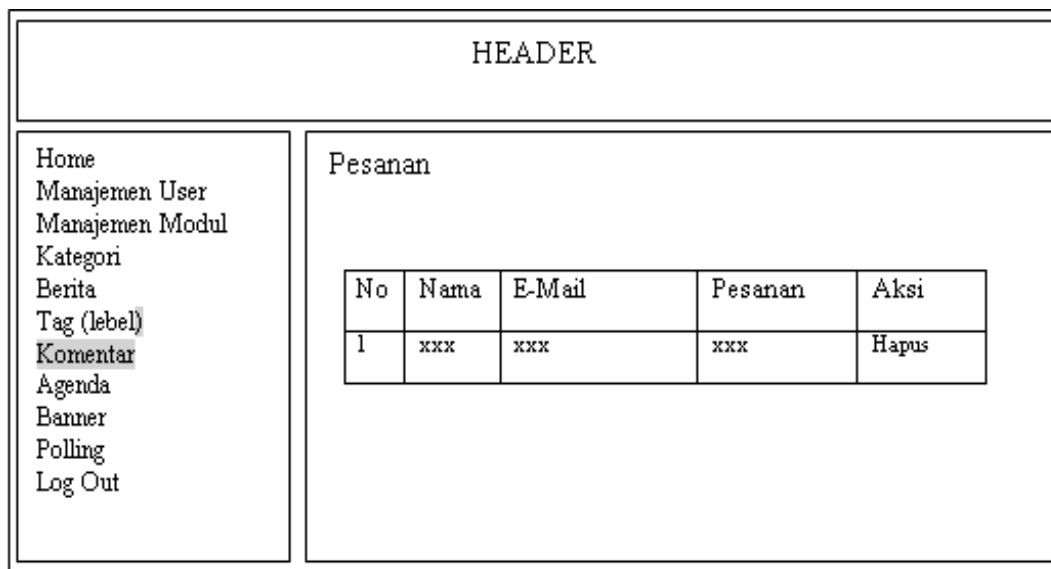 HEADER
Home
Manajemen User
Manajemen Modul
Kategori
Berita
Tag (lebel)
Komentar
Agenda
Banner
Polling
Log Out
Pesanan
No Nama E-Mail Pesanan Aksi
1 xxx xxx xxx Hapus